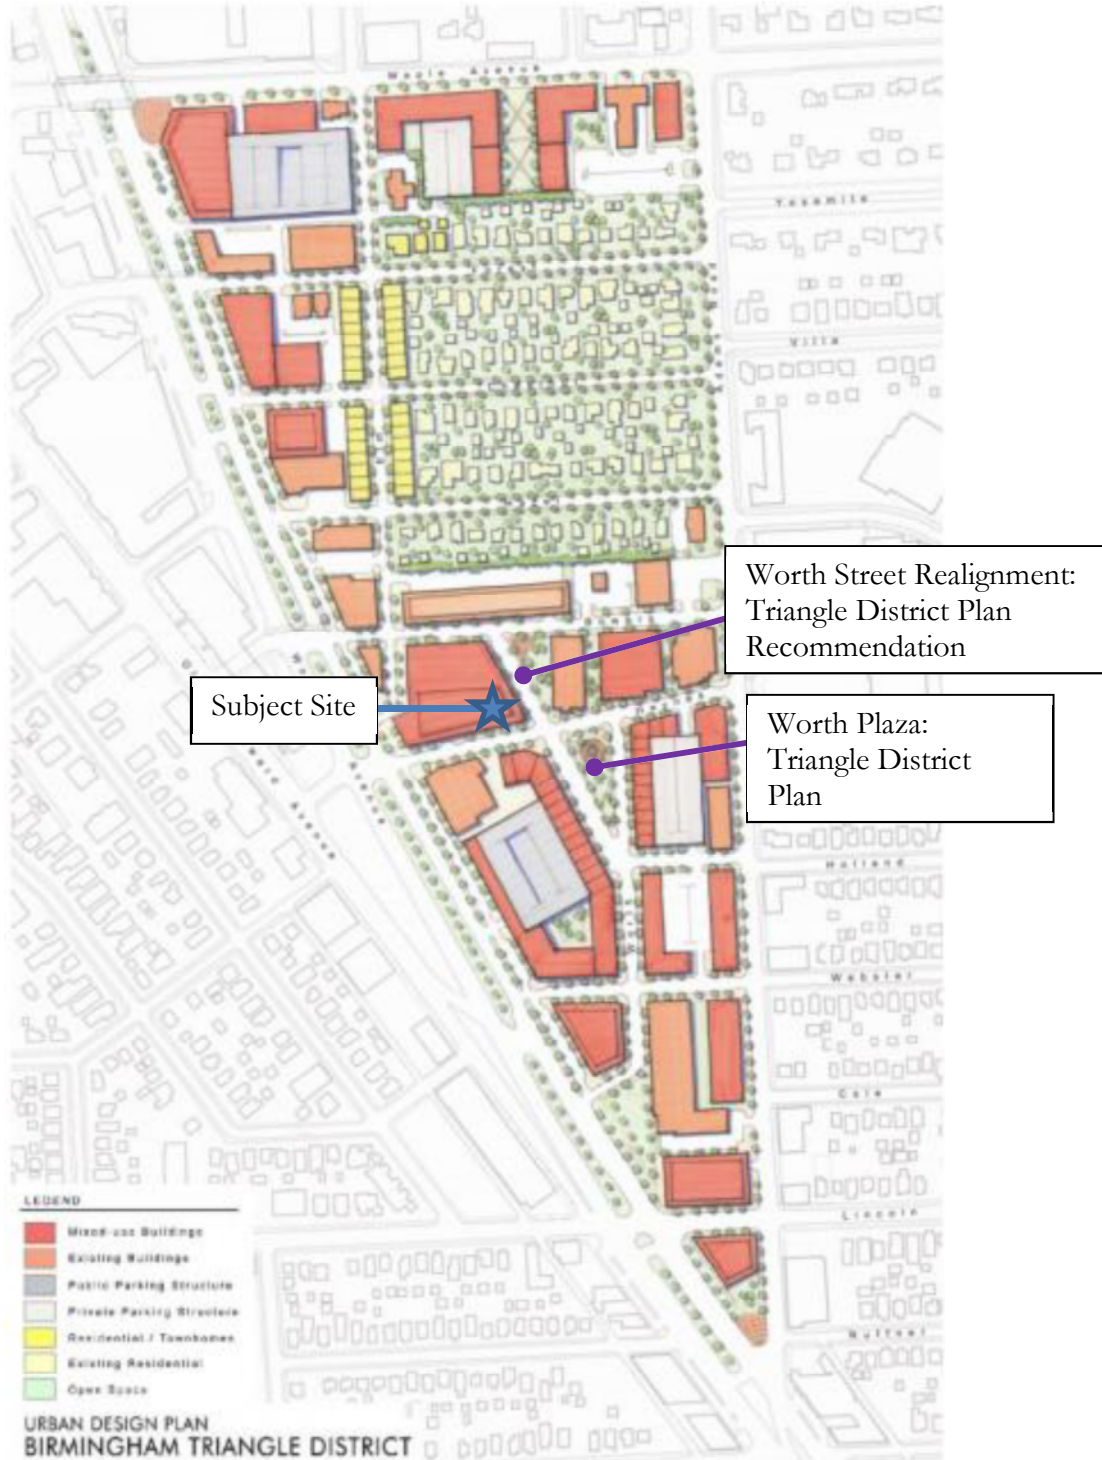 Maple Avenue
Yosemite
Villa
Worth Street Realignment:
Triangle District Plan
Recommendation
Subject Site
Worth Plaza:
Triangle District
Plan
Avenue
Holland
Webster
Cole
Lincoln
Ruffner
LEGEND
Mixed-use Buildings
Existing Buildings
Public Parking Structure
Private Parking Structure
Residential / Townhomes
Existing Residential
Open Space
URBAN DESIGN PLAN
BIRMINGHAM TRIANGLE DISTRICT